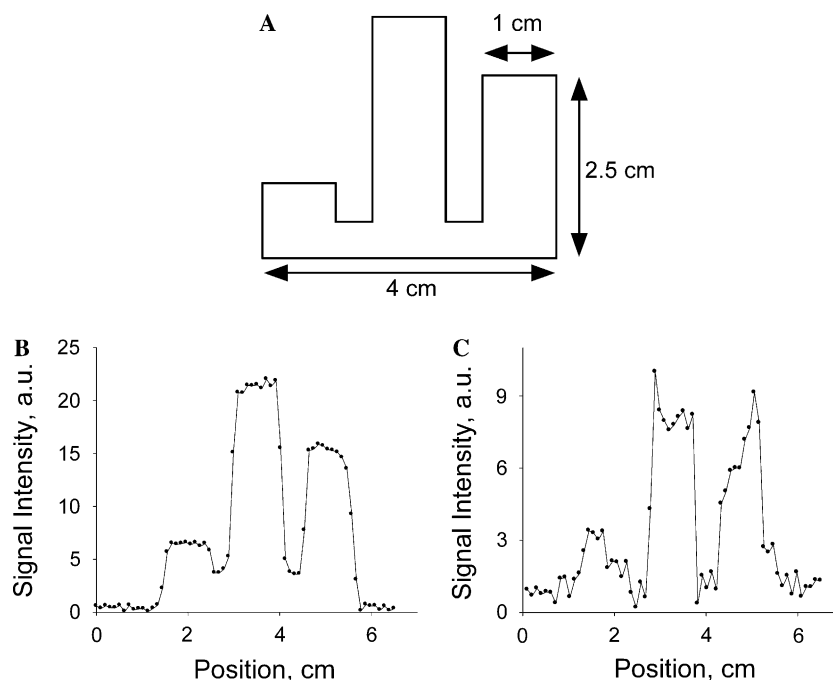 A
1 cm
2.5 cm
4 cm
B
25
20
15
10
5
0
0 2 4 6
Signal Intensity, a.u.
Position, cm
C
9
6
3
0
0 2 4 6
Signal Intensity, a.u.
Position, cm